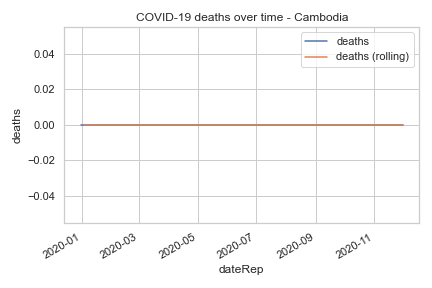 COVID-19 deaths over time - Cambodia
deaths
deaths (rolling)
0.04
0.02
0.00
−0.02
−0.04
deaths
2020-01
2020-03
2020-05
2020-07
2020-09
2020-11
dateRep